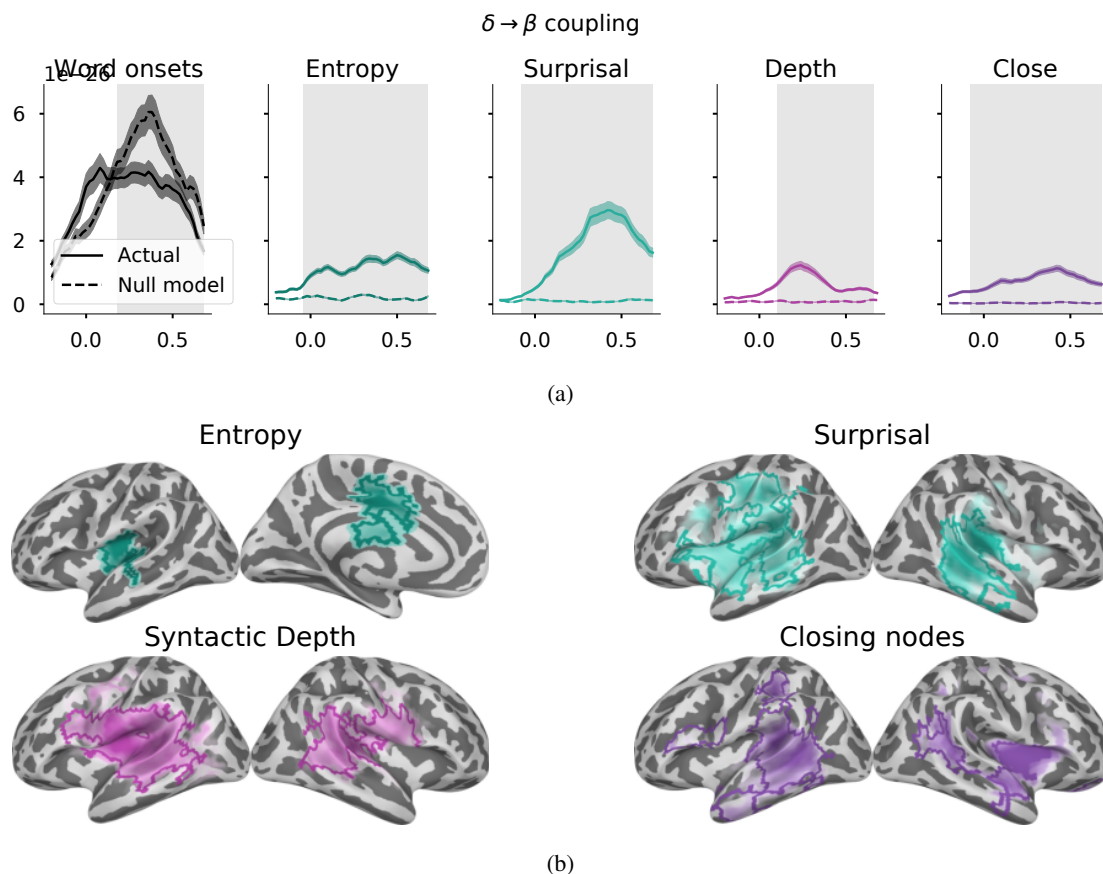 δ → β coupling
Word onsets Entropy Surprisal Depth Close
1e−26
6
4
2
0
Actual
Null model
0.0 0.5 0.0 0.5 0.0 0.5 0.0 0.5 0.0 0.5
(a)
Entropy Surprisal
Syntactic Depth Closing nodes
(b)